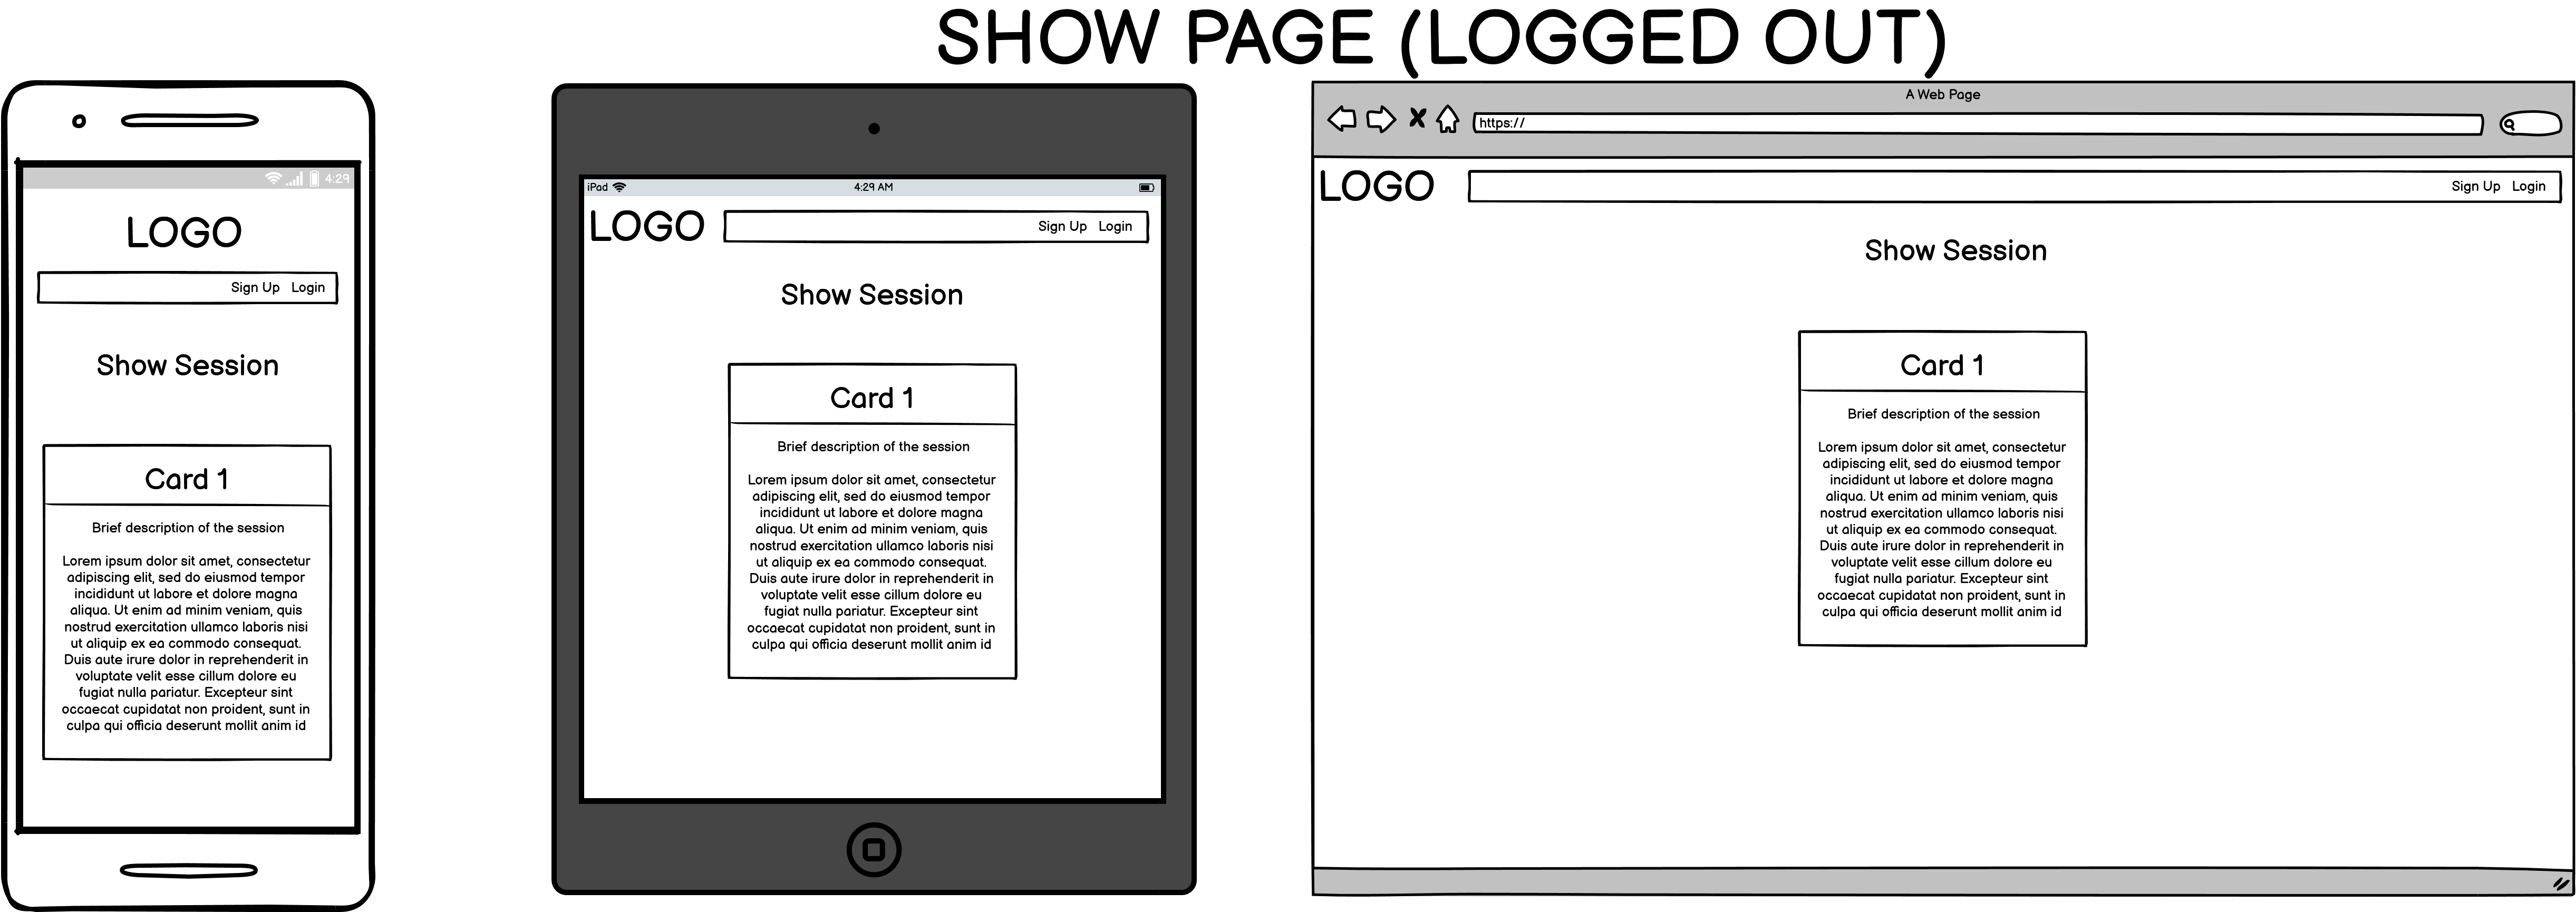 SHOW PAGE (LOGGED OUT)
4:29
LOGO
Sign Up Login
Show Session
Card 1
Brief description of the session
Lorem ipsum dolor sit amet, consectetur
adipiscing elit, sed do eiusmod tempor
incididunt ut labore et dolore magna
aliqua. Ut enim ad minim veniam, quis
nostrud exercitation ullamco laboris nisi
ut aliquip ex ea commodo consequat.
Duis aute irure dolor in reprehenderit in
voluptate velit esse cillum dolore eu
fugiat nulla pariatur. Excepteur sint
occaecat cupidatat non proident, sunt in
culpa qui officia deserunt mollit anim id
iPad 4:29 AM
LOGO
Sign Up Login
Show Session
Card 1
Brief description of the session
Lorem ipsum dolor sit amet, consectetur
adipiscing elit, sed do eiusmod tempor
incididunt ut labore et dolore magna
aliqua. Ut enim ad minim veniam, quis
nostrud exercitation ullamco laboris nisi
ut aliquip ex ea commodo consequat.
Duis aute irure dolor in reprehenderit in
voluptate velit esse cillum dolore eu
fugiat nulla pariatur. Excepteur sint
occaecat cupidatat non proident, sunt in
culpa qui officia deserunt mollit anim id
A Web Page
https://
LOGO
Sign Up Login
Show Session
Card 1
Brief description of the session
Lorem ipsum dolor sit amet, consectetur
adipiscing elit, sed do eiusmod tempor
incididunt ut labore et dolore magna
aliqua. Ut enim ad minim veniam, quis
nostrud exercitation ullamco laboris nisi
ut aliquip ex ea commodo consequat.
Duis aute irure dolor in reprehenderit in
voluptate velit esse cillum dolore eu
fugiat nulla pariatur. Excepteur sint
occaecat cupidatat non proident, sunt in
culpa qui officia deserunt mollit anim id